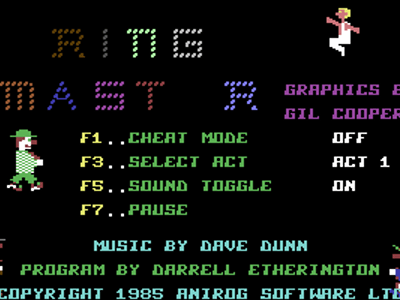 RING
MAST R
GRAPHICS B
GIL COOPER
F1..CHEAT MODE OFF
F3..SELECT ACT ACT 1
F5..SOUND TOGGLE ON
F7..PAUSE
MUSIC BY DAVE DUNN
PROGRAM BY DARRELL ETHERINGTON
COPYRIGHT 1985 ANIROG SOFTWARE LTD